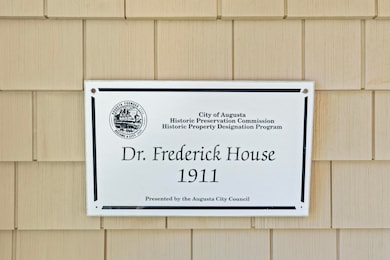 City of Augusta
Historic Preservation Commission
Historic Property Designation Program
Dr. Frederick House
1911
Presented by the Augusta City Council